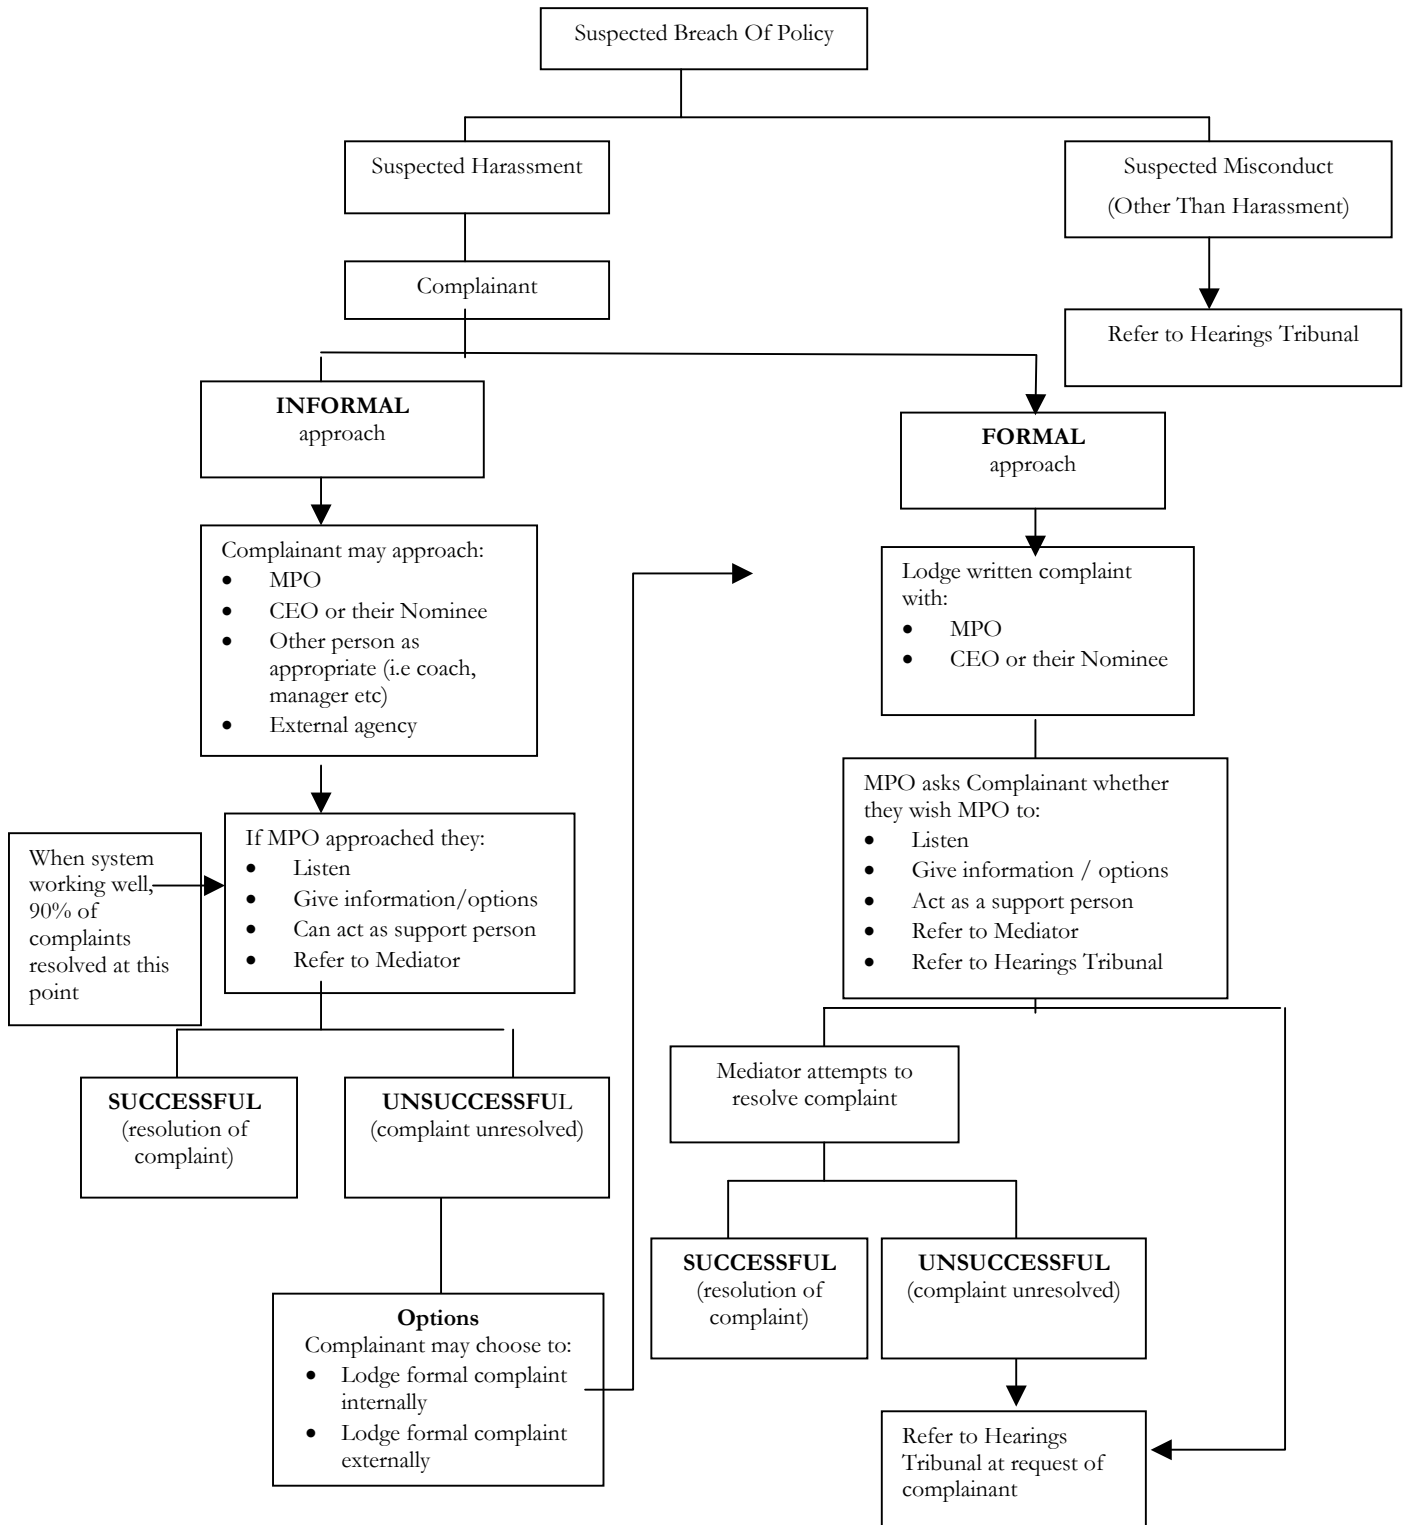 Suspected Breach Of Policy
Suspected Harassment
Suspected Misconduct
(Other Than Harassment)
Complainant
Refer to Hearings Tribunal
INFORMAL
approach
FORMAL
approach
Complainant may approach:
• MPO
• CEO or their Nominee
• Other person as
appropriate (i.e coach,
manager etc)
• External agency
Lodge written complaint
with:
• MPO
• CEO or their Nominee
When system
working well,
90% of
complaints
resolved at this
point
If MPO approached they:
• Listen
• Give information/options
• Can act as support person
• Refer to Mediator
MPO asks Complainant whether
they wish MPO to:
• Listen
• Give information / options
• Act as a support person
• Refer to Mediator
• Refer to Hearings Tribunal
SUCCESSFUL
(resolution of
complaint)
UNSUCCESSFUL
(complaint unresolved)
Mediator attempts to
resolve complaint
SUCCESSFUL
(resolution of
complaint)
UNSUCCESSFUL
(complaint unresolved)
Options
Complainant may choose to:
• Lodge formal complaint
internally
• Lodge formal complaint
externally
Refer to Hearings
Tribunal at request of
complainant